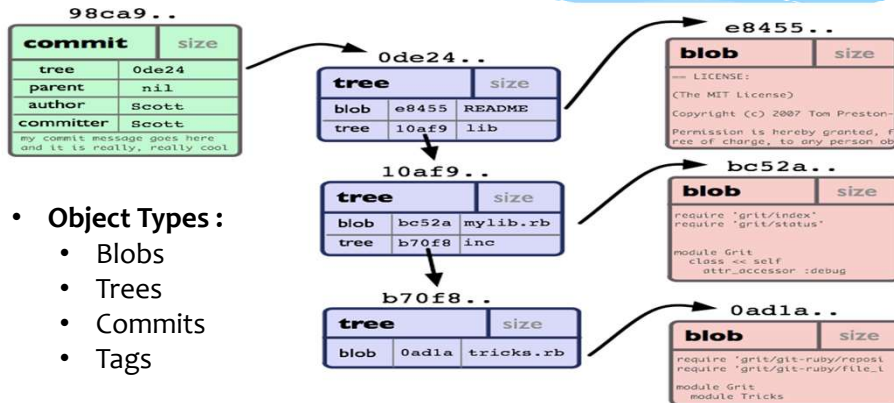 98ca9..
commit size
tree 0de24
parent nil
author Scott
committer Scott
my commit message goes here
and it is really, really cool
0de24..
tree size
blob e8455 README
tree 10af9 lib
10af9..
tree size
blob bc52a mylib.rb
tree b70f8 inc
b70f8..
tree size
blob 0ad1a tricks.rb
e8455..
blob size
== LICENSE:
(The MIT License)
Copyright (c) 2007 Tom Preston-
Permission is hereby granted, f
ree of charge, to any person ob
bc52a..
blob size
require 'grit/index'
require 'grit/status'
module Grit
class << self
attr_accessor :debug
0ad1a..
blob size
require 'grit/git-ruby/reposi
require 'grit/git-ruby/file_i
module Grit
module Tricks
• Object Types :
• Blobs
• Trees
• Commits
• Tags